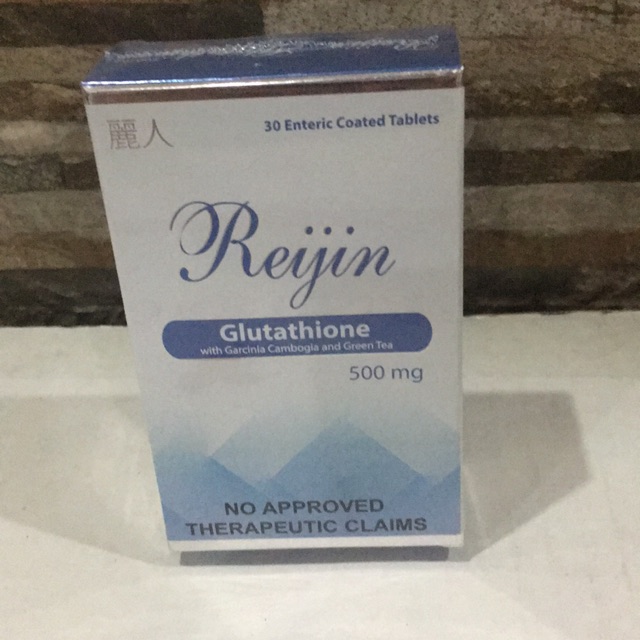 麗人
30 Enteric Coated Tablets
Reijin
Glutathione
with Garcinia Cambogia and Green Tea
500 mg
NO APPROVED
THERAPEUTIC CLAIMS